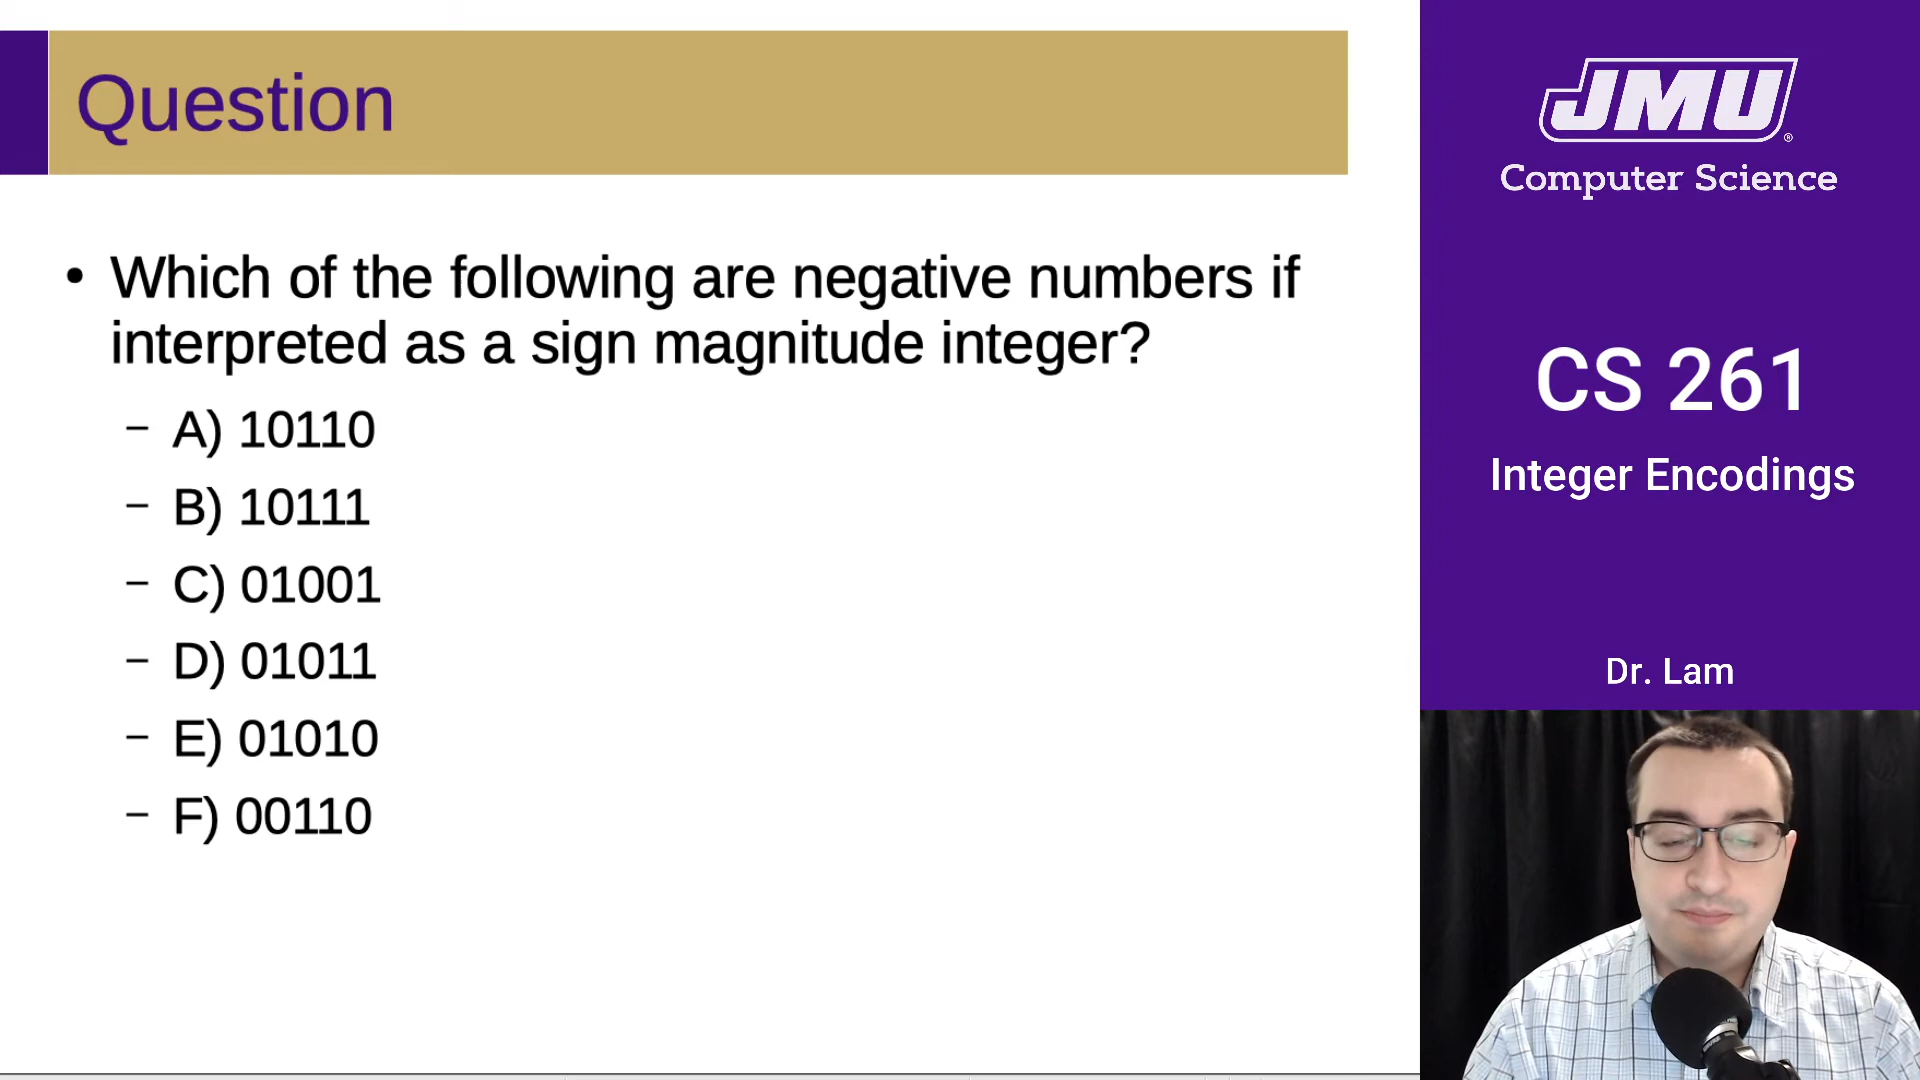 Question
• Which of the following are negative numbers if
interpreted as a sign magnitude integer?
– A) 10110
– B) 10111
– C) 01001
– D) 01011
– E) 01010
– F) 00110
JMU®
Computer Science
CS 261
Integer Encodings
Dr. Lam